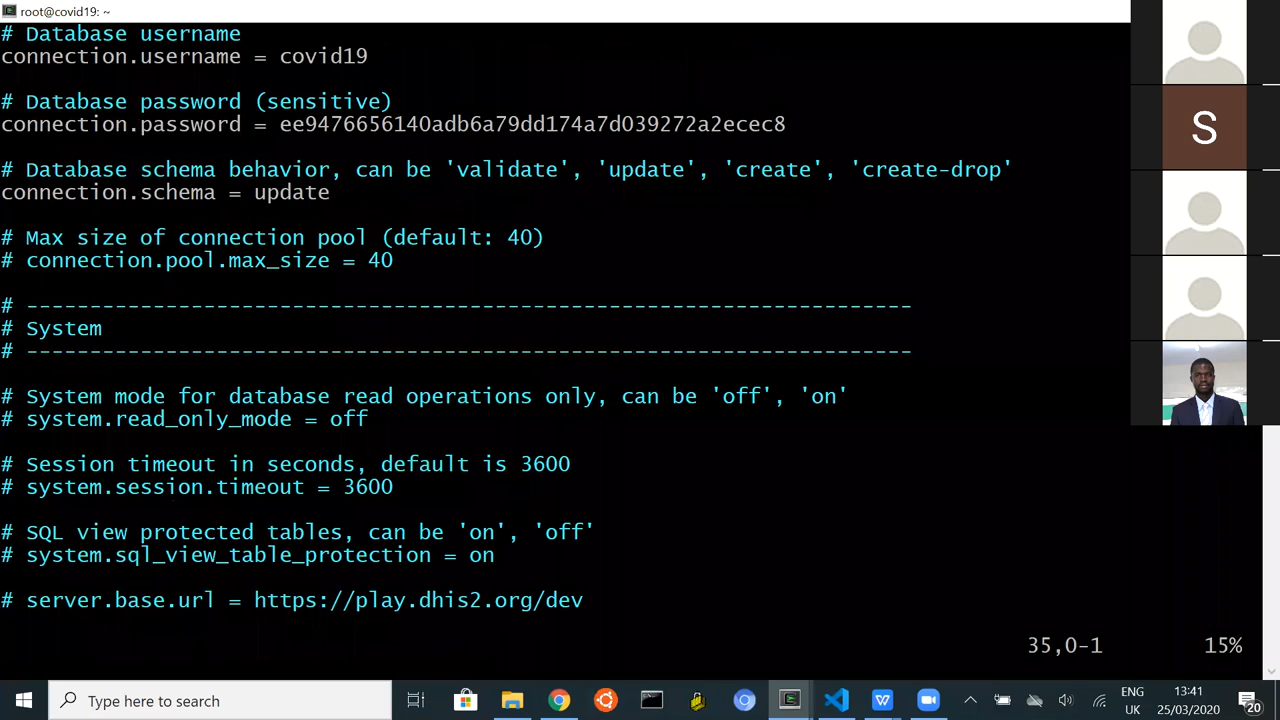 root@covid19: ~
# Database username
connection.username = covid19
# Database password (sensitive)
connection.password = ee9476656140adb6a79dd174a7d039272a2ecec8
# Database schema behavior, can be 'validate', 'update', 'create', 'create-drop'
connection.schema = update
# Max size of connection pool (default: 40)
# connection.pool.max_size = 40
# ----------------------------------------------------------------------
# System
# ----------------------------------------------------------------------
# System mode for database read operations only, can be 'off', 'on'
# system.read_only_mode = off
# Session timeout in seconds, default is 3600
# system.session.timeout = 3600
# SQL view protected tables, can be 'on', 'off'
# system.sql_view_table_protection = on
# server.base.url = https://play.dhis2.org/dev
35,0-1 15%
S
Type here to search
ENG
UK
13:41
25/03/2020
20